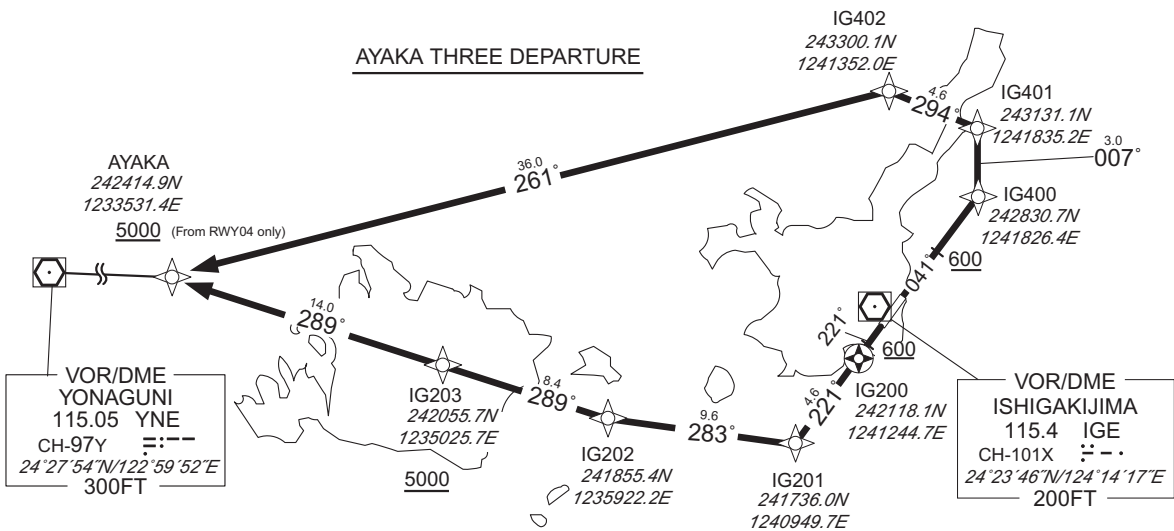 AYAKA THREE DEPARTURE
IG402
243300.1N
1241352.0E
4.6
294°
IG401
243131.1N
1241835.2E
3.0
007°
36.0
261°
AYAKA
242414.9N
1233531.4E
5000 (From RWY04 only)
IG400
242830.7N
1241826.4E
600
041°
221°
600
14.0
289°
IG203
242055.7N
1235025.7E
5000
8.4
289°
IG202
241855.4N
1235922.2E
9.6
283°
4.6
221°
IG200
242118.1N
1241244.7E
IG201
241736.0N
1240949.7E
VOR/DME
YONAGUNI
115.05 YNE
CH-97Y
24°27´54˝N/122°59´52˝E
300FT
VOR/DME
ISHIGAKIJIMA
115.4 IGE
CH-101X
24°23´46˝N/124°14´17˝E
200FT